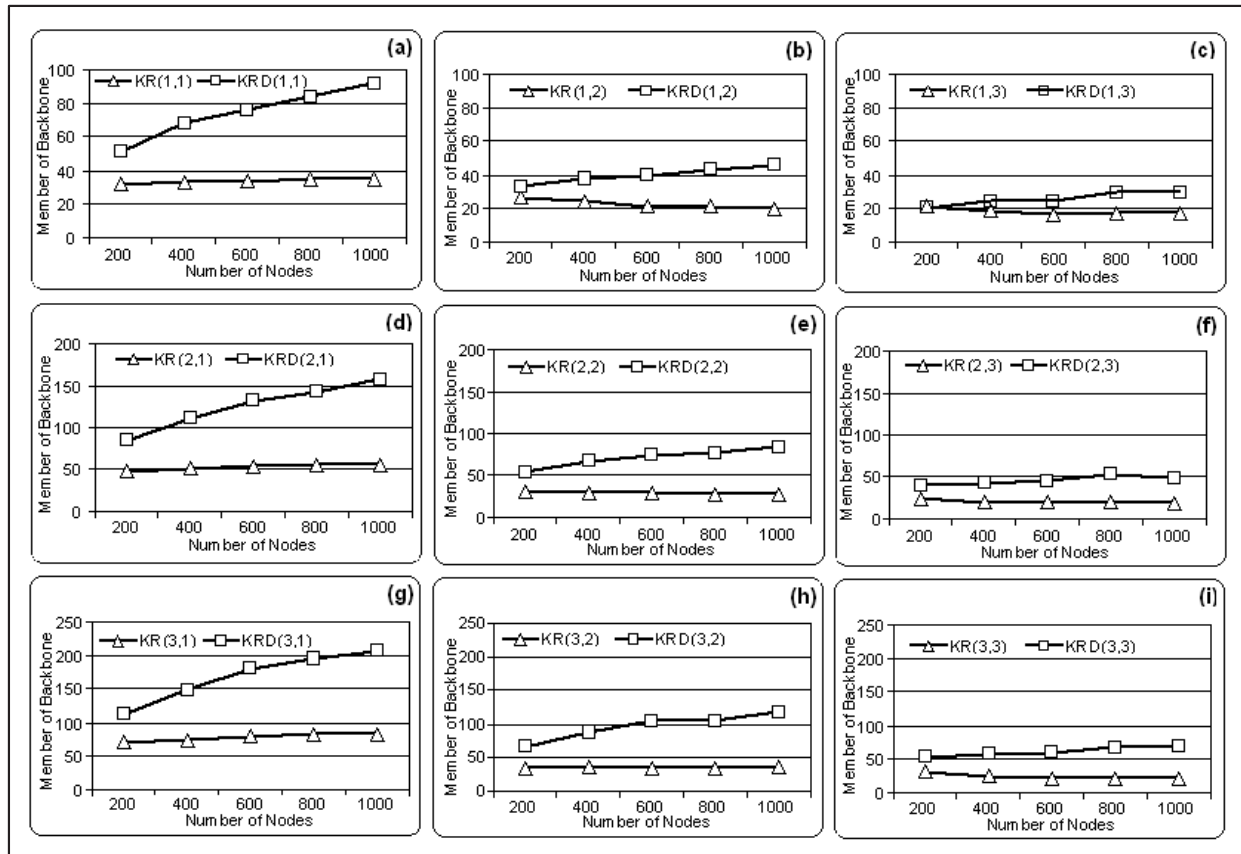 (a)
KR(1,1) KRD(1,1)
Member of Backbone
100
80
60
40
20
0
200 400 600 800 1000
Number of Nodes
(b)
KR(1,2) KRD(1,2)
Member of Backbone
100
80
60
40
20
0
200 400 600 800 1000
Number of Nodes
(c)
KR(1,3) KRD(1,3)
Member of Backbone
100
80
60
40
20
0
200 400 600 800 1000
Number of Nodes
(d)
KR(2,1) KRD(2,1)
Member of Backbone
200
150
100
50
0
200 400 600 800 1000
Number of Nodes
(e)
KR(2,2) KRD(2,2)
Member of Backbone
200
150
100
50
0
200 400 600 800 1000
Number of Nodes
(f)
KR(2,3) KRD(2,3)
Member of Backbone
200
150
100
50
0
200 400 600 800 1000
Number of Nodes
(g)
KR(3,1) KRD(3,1)
Member of Backbone
250
200
150
100
50
0
200 400 600 800 1000
Number of Nodes
(h)
KR(3,2) KRD(3,2)
Member of Backbone
250
200
150
100
50
0
200 400 600 800 1000
Number of Nodes
(i)
KR(3,3) KRD(3,3)
Member of Backbone
250
200
150
100
50
0
200 400 600 800 1000
Number of Nodes